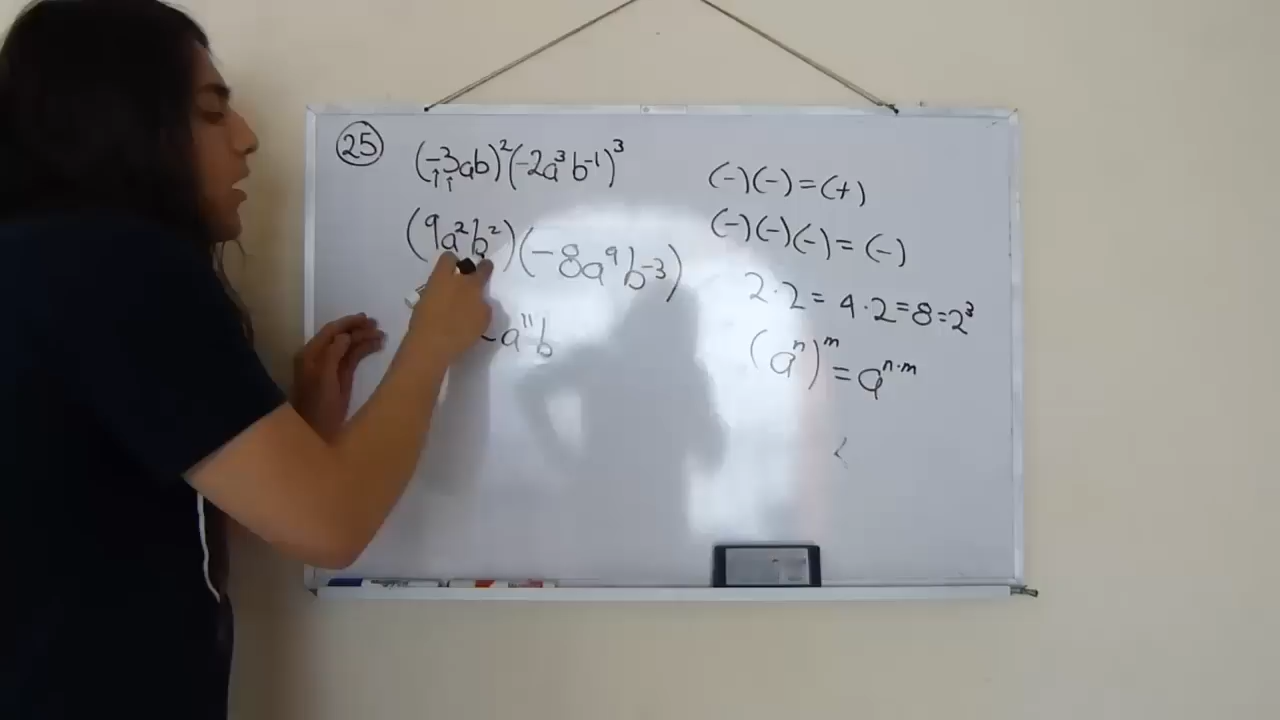 25
(-3ab)²(-2a³b⁻¹)³
(9a²b²)(-8a⁹b⁻³)
-a¹¹b
(-)(-)=(+)
(-)(-)(-)=(-)
2·2=4·2=8=2³
(aⁿ)ᵐ=aⁿ·ᵐ